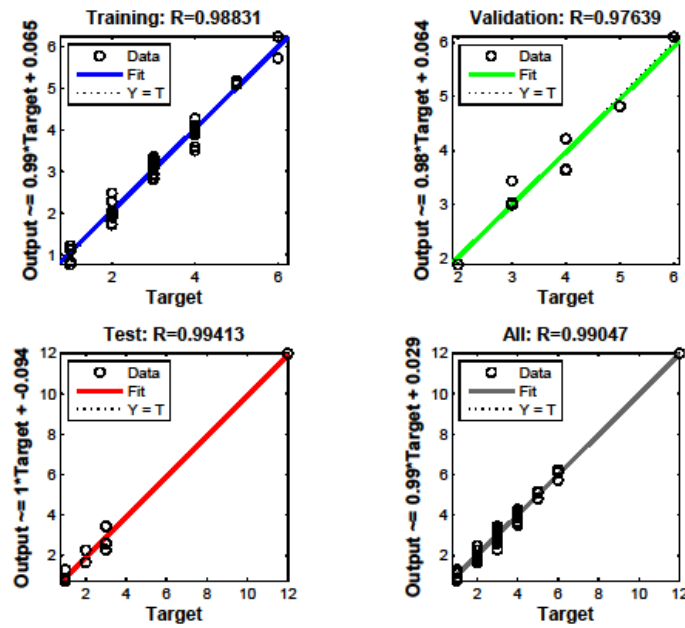 Training: R=0.98831
Output ~= 0.99*Target + 0.065
6
5
4
3
2
1
Data
Fit
Y = T
2
4
6
Target
Validation: R=0.97639
Output ~= 0.98*Target + 0.064
6
5
4
3
2
Data
Fit
Y = T
2
3
4
5
6
Target
Test: R=0.99413
Output ~= 1*Target + -0.094
12
10
8
6
4
2
Data
Fit
Y = T
2
4
6
8
10
12
Target
All: R=0.99047
Output ~= 0.99*Target + 0.029
12
10
8
6
4
2
Data
Fit
Y = T
2
4
6
8
10
12
Target